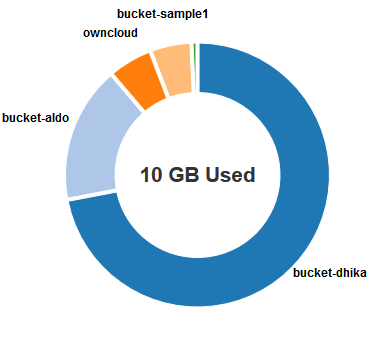 bucket-sample1
owncloud
bucket-aldo
10 GB Used
bucket-dhika